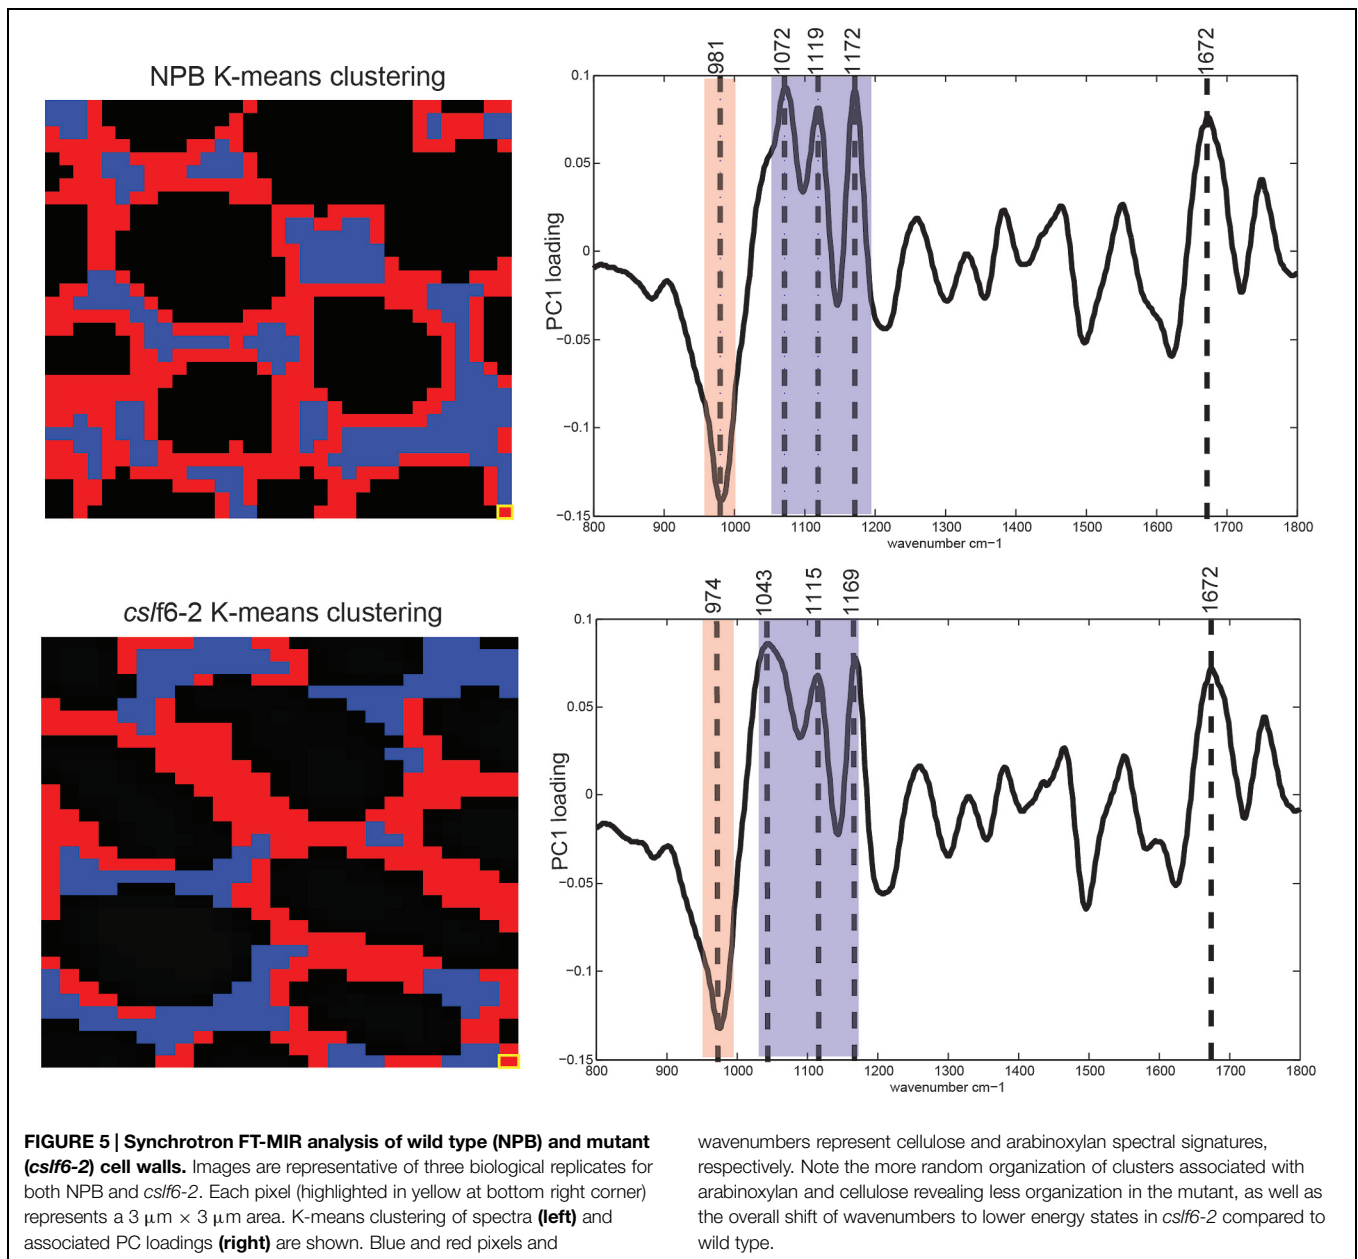 NPB K-means clustering
981
1072
1119
1172
1672
0.1
0.05
0
−0.05
−0.1
−0.15
PC1 loading
800 900 1000 1100 1200 1300 1400 1500 1600 1700 1800
wavenumber cm−1
cslf6-2 K-means clustering
974
1043
1115
1169
1672
0.1
0.05
0
−0.05
−0.1
−0.15
PC1 loading
800 900 1000 1100 1200 1300 1400 1500 1600 1700 1800
wavenumber cm−1
FIGURE 5 | Synchrotron FT-MIR analysis of wild type (NPB) and mutant
(cslf6-2) cell walls. Images are representative of three biological replicates for
both NPB and cslf6-2. Each pixel (highlighted in yellow at bottom right corner)
represents a 3 μm × 3 μm area. K-means clustering of spectra (left) and
associated PC loadings (right) are shown. Blue and red pixels and
wavenumbers represent cellulose and arabinoxylan spectral signatures,
respectively. Note the more random organization of clusters associated with
arabinoxylan and cellulose revealing less organization in the mutant, as well as
the overall shift of wavenumbers to lower energy states in cslf6-2 compared to
wild type.